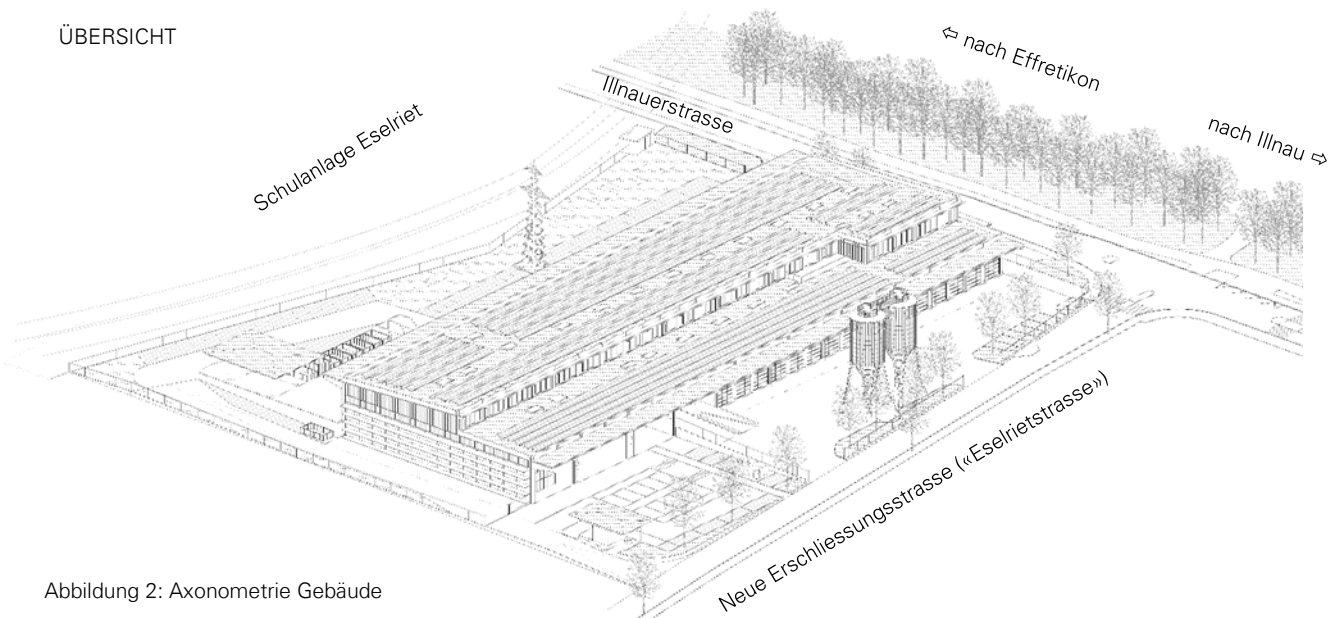 ÜBERSICHT
⇦ nach Effretikon
Illnauerstrasse
nach Illnau ⇨
Schulanlage Eselriet
Neue Erschliessungsstrasse («Eselrietstrasse»)
Abbildung 2: Axonometrie Gebäude